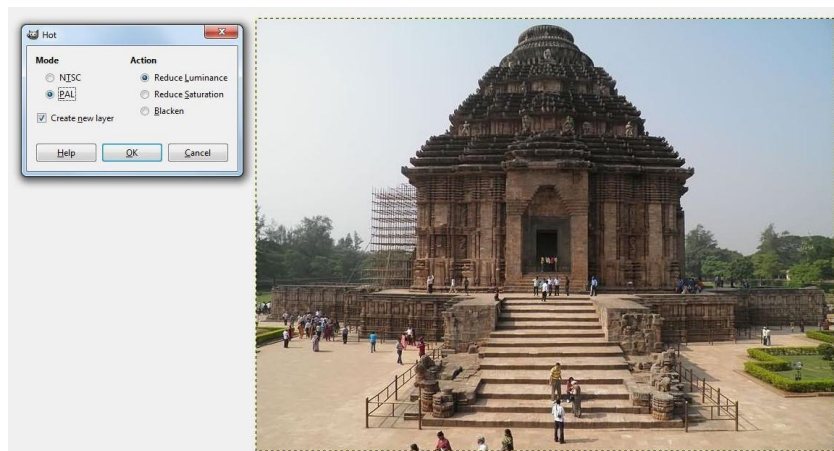 Hot
Mode
Action
NTSC
Reduce Luminance
PAL
Reduce Saturation
Create new layer
Blacken
Help
OK
Cancel